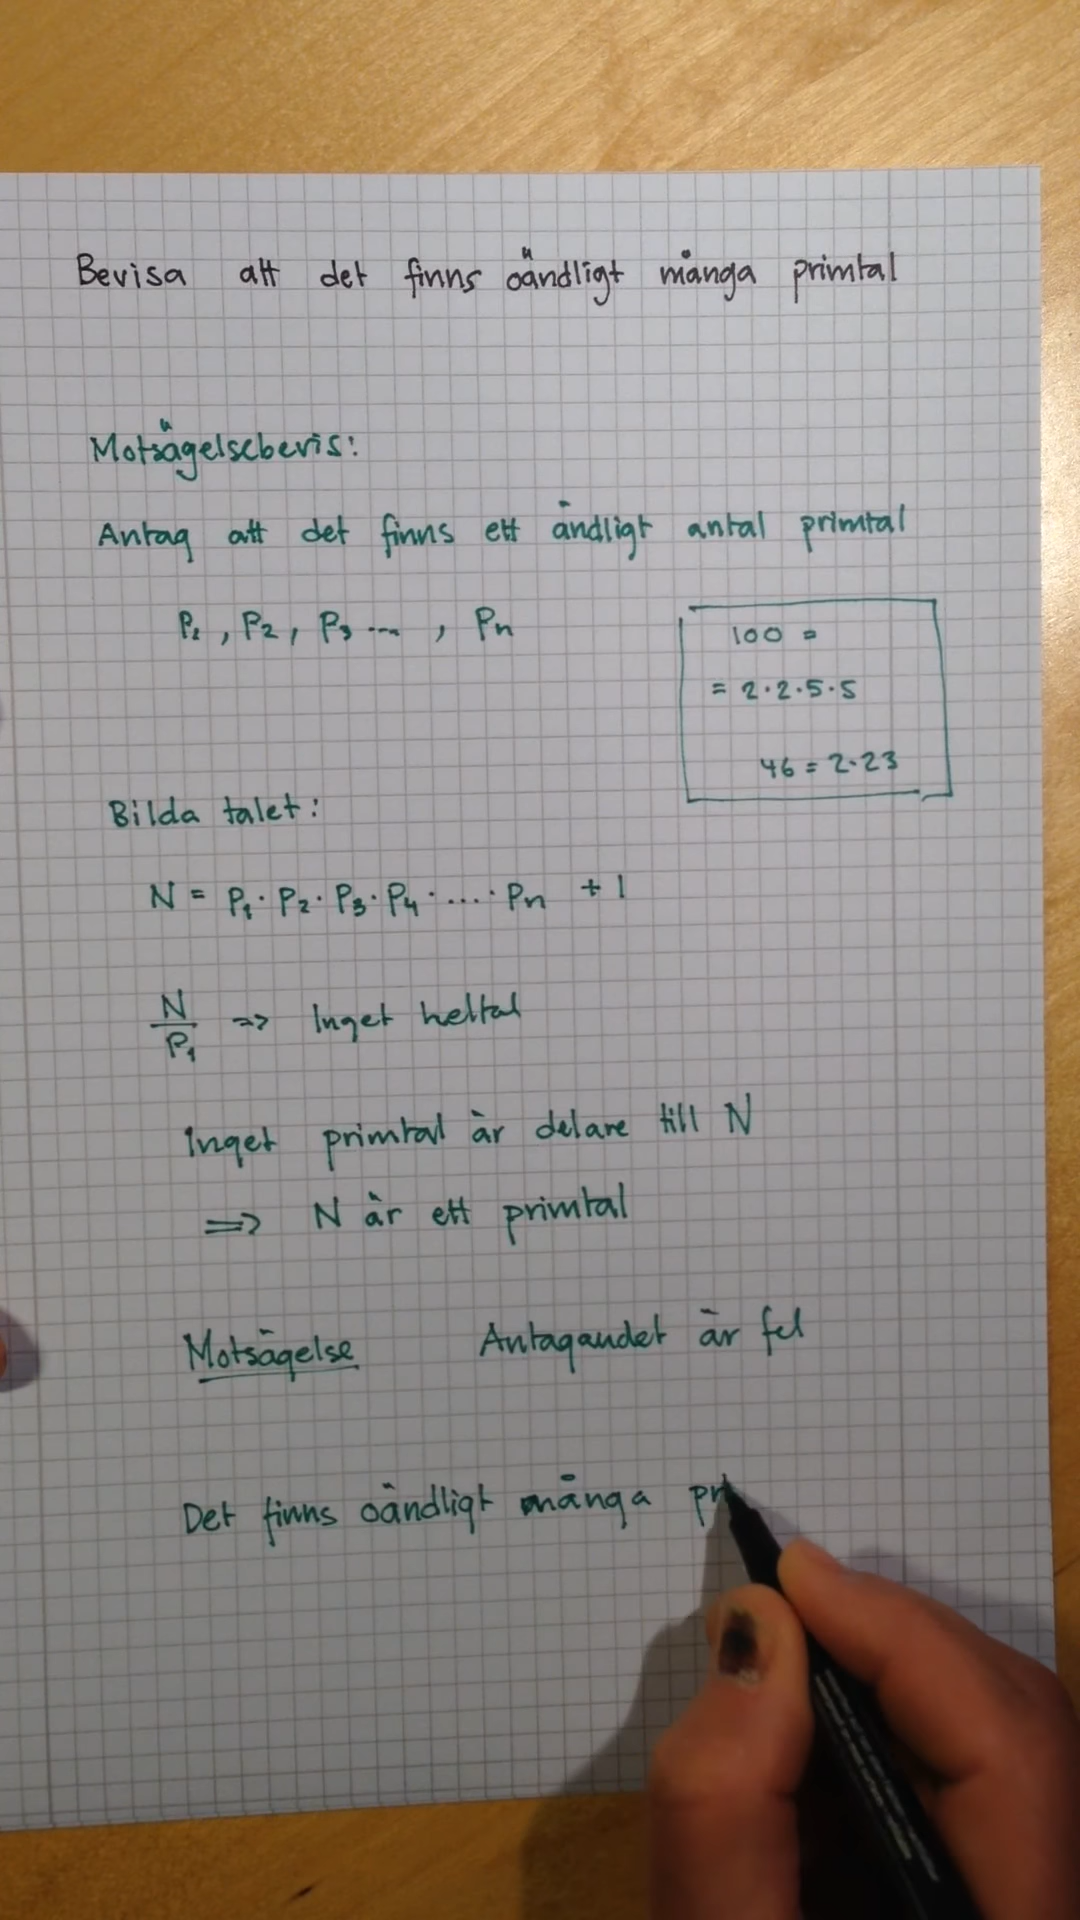 Bevisa att det finns oändligt många primtal
Motsägelsebevis:
Antag att det finns ett ändligt antal primtal
P₁, P₂, P₃ ..., Pn
100 =
= 2·2·5·5
46 = 2·23
Bilda talet:
N = P₁·P₂·P₃·P₄·....·Pn + 1
N/P₁ => Inget heltal
Inget primtal är delare till N
=> N är ett primtal
Motsägelse Antagandet är fel
Det finns oändligt många pr